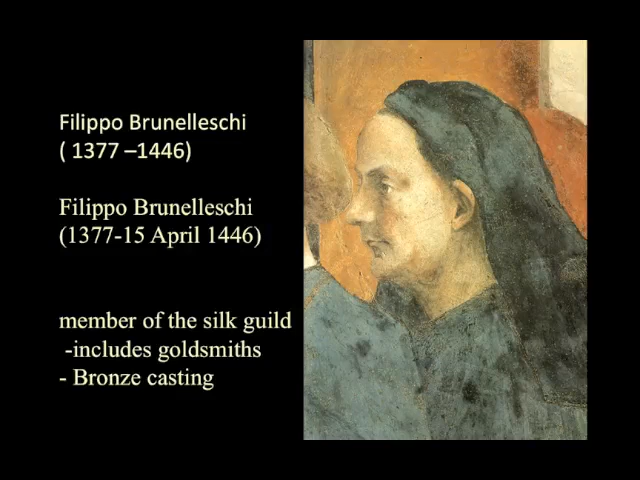 Filippo Brunelleschi
( 1377 –1446)
Filippo Brunelleschi
(1377-15 April 1446)
member of the silk guild
-includes goldsmiths
- Bronze casting